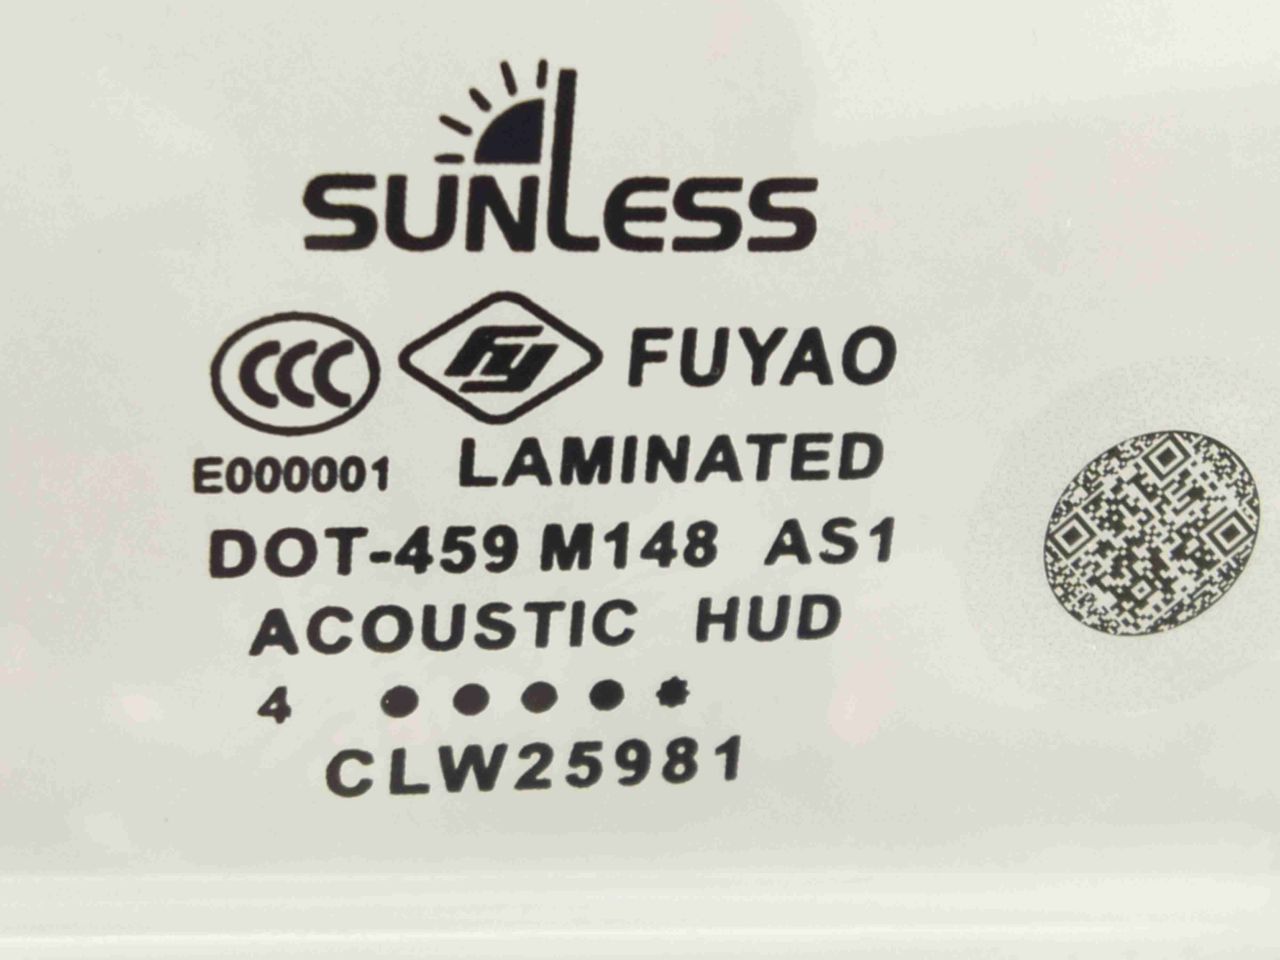 SUNLESS
CCC fy FUYAO
E000001 LAMINATED
DOT-459 M148 AS1
ACOUSTIC HUD
4 ● ● ● ● ✸
CLW25981